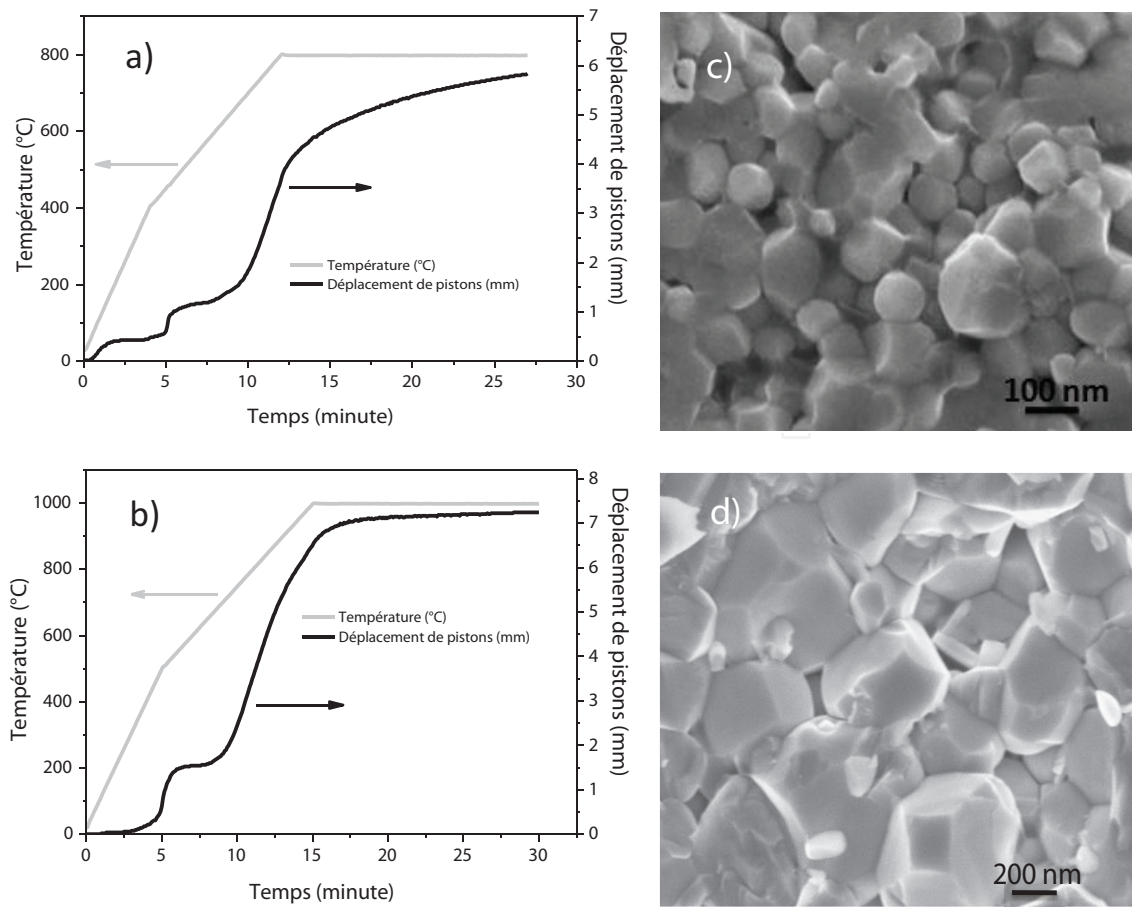 a)
Température (°C)
800
600
400
200
0
7
6
5
4
3
2
1
0
Déplacement de pistons (mm)
Température (°C)
Déplacement de pistons (mm)
0 5 10 15 20 25 30
Temps (minute)
c)
100 nm
b)
Température (°C)
1000
800
600
400
200
0
8
7
6
5
4
3
2
1
0
Déplacement de pistons (mm)
Température (°C)
Déplacement de pistons (mm)
0 5 10 15 20 25 30
Temps (minute)
d)
200 nm